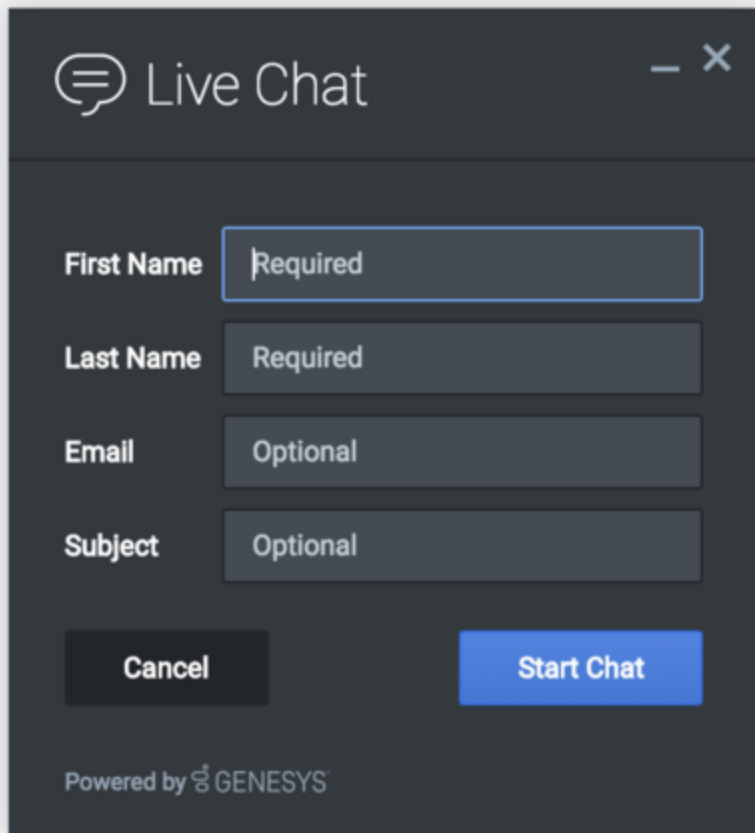 Live Chat
First Name Required
Last Name Required
Email Optional
Subject Optional
Cancel Start Chat
Powered by GENESYS